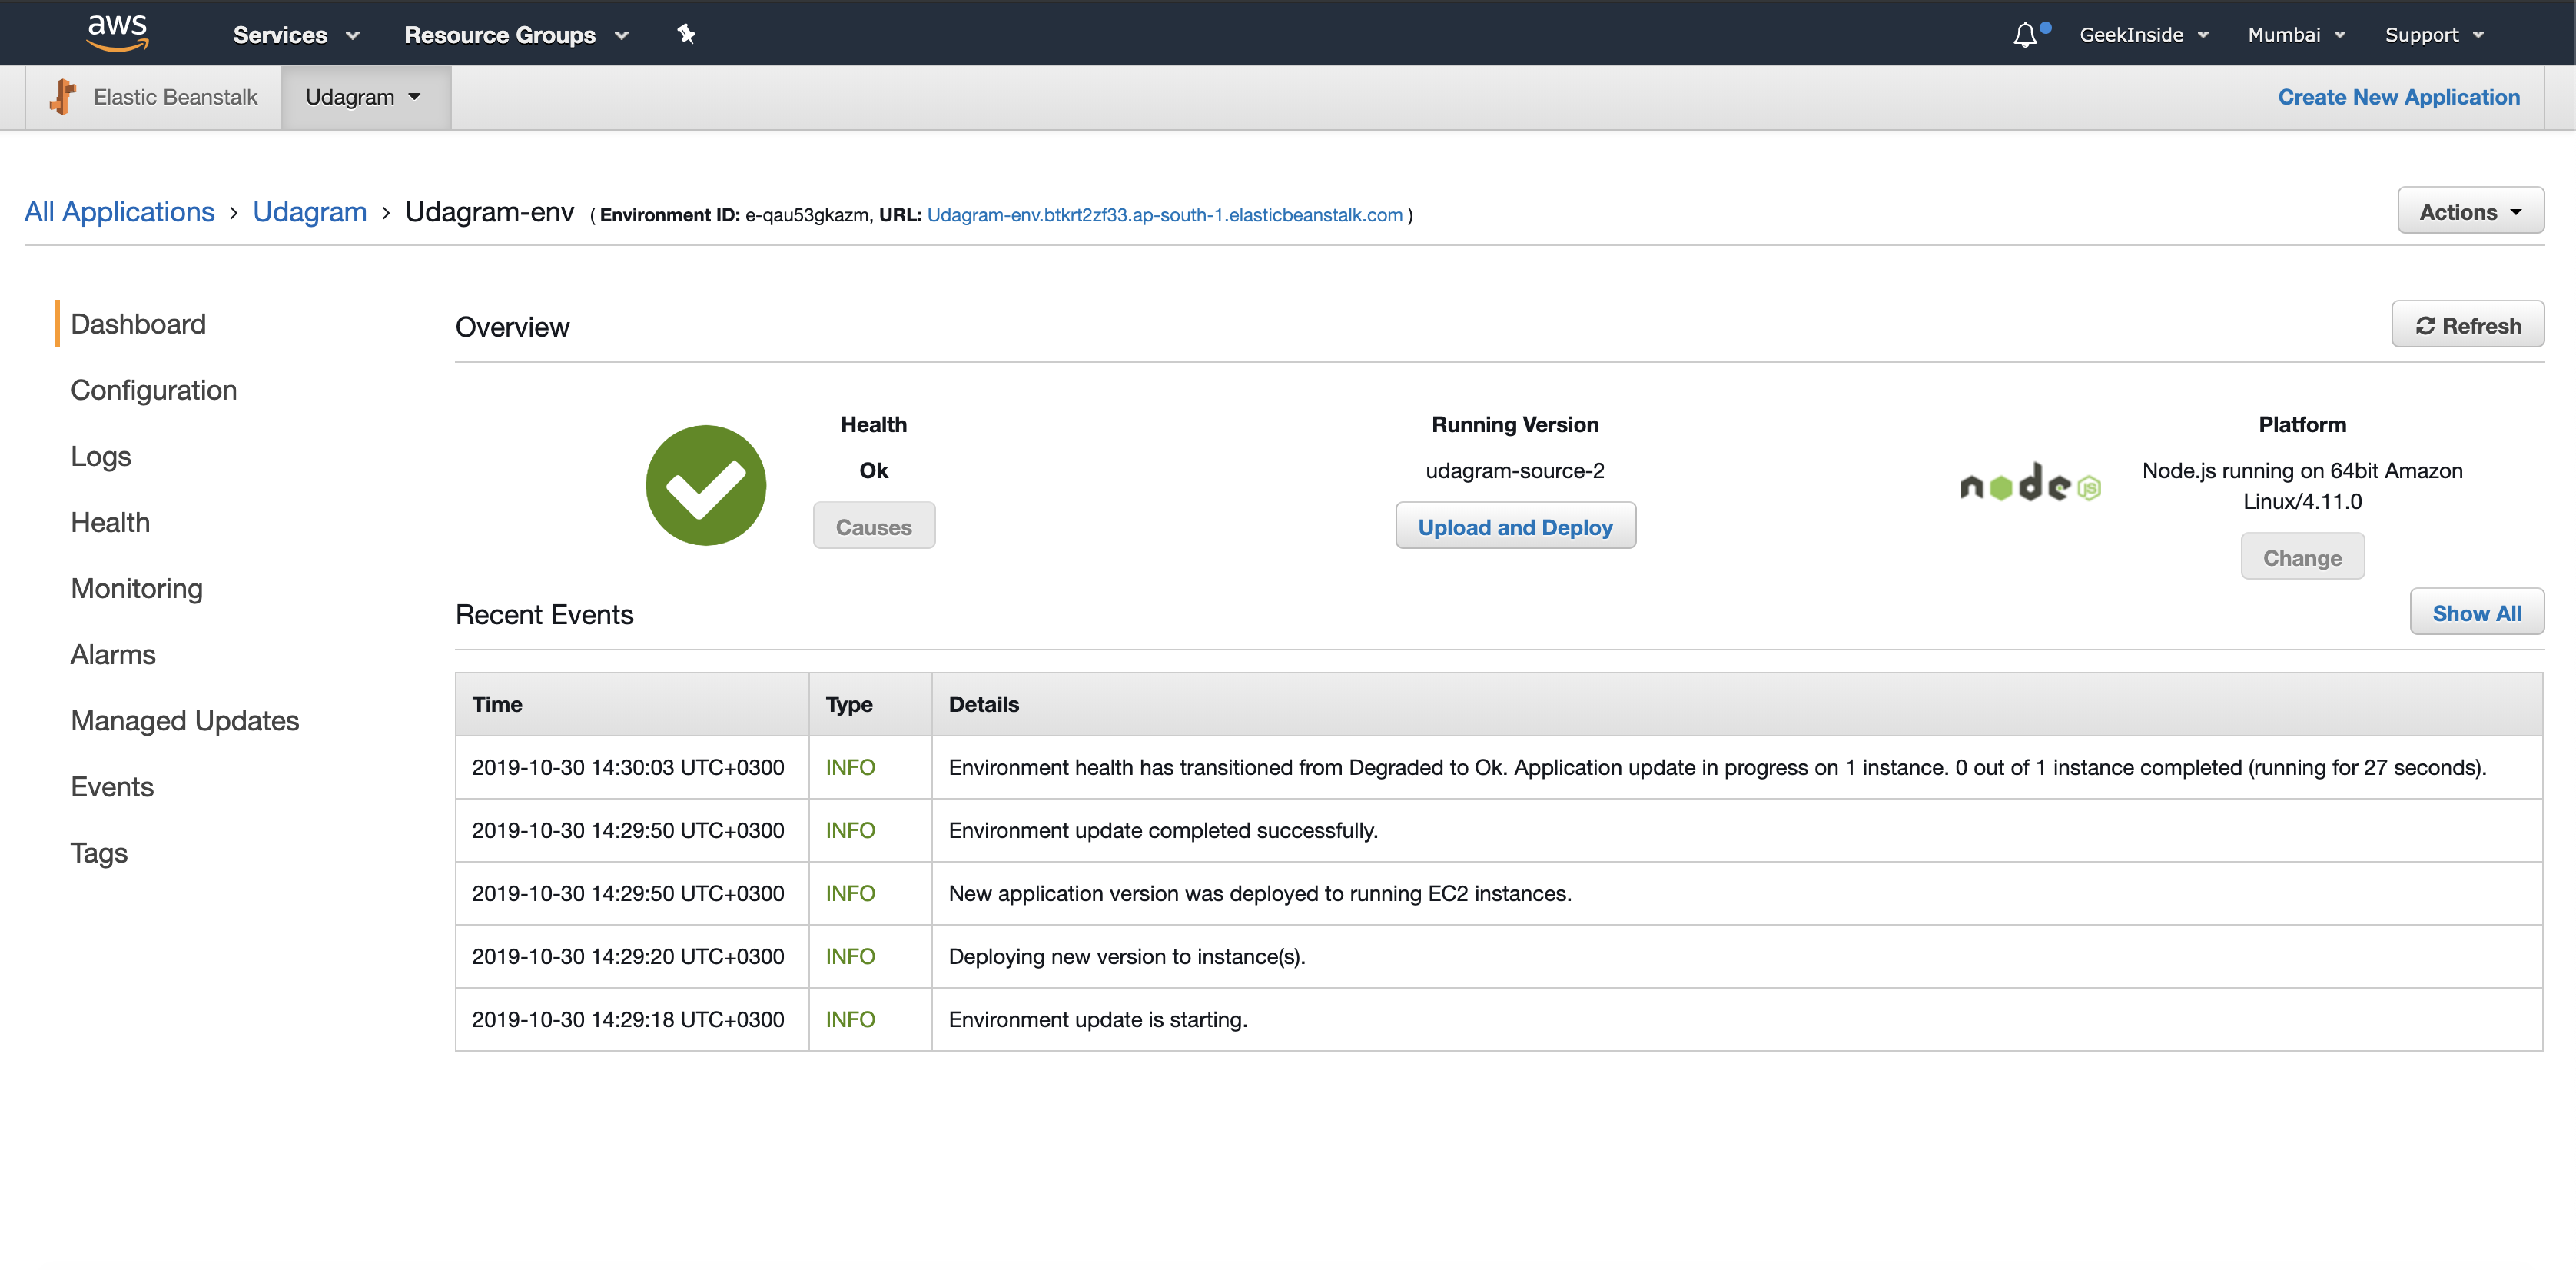 aws Services Resource Groups GeekInside Mumbai Support
Elastic Beanstalk Udagram Create New Application
All Applications › Udagram › Udagram-env ( Environment ID: e-qau53gkazm, URL: Udagram-env.btkrt2zf33.ap-south-1.elasticbeanstalk.com ) Actions
Dashboard
Configuration
Logs
Health
Monitoring
Alarms
Managed Updates
Events
Tags
Overview Refresh
Health
Ok
Causes
Running Version
udagram-source-2
Upload and Deploy
node JS
Platform
Node.js running on 64bit Amazon
Linux/4.11.0
Change
Recent Events Show All
Time Type Details
2019-10-30 14:30:03 UTC+0300 INFO Environment health has transitioned from Degraded to Ok. Application update in progress on 1 instance. 0 out of 1 instance completed (running for 27 seconds).
2019-10-30 14:29:50 UTC+0300 INFO Environment update completed successfully.
2019-10-30 14:29:50 UTC+0300 INFO New application version was deployed to running EC2 instances.
2019-10-30 14:29:20 UTC+0300 INFO Deploying new version to instance(s).
2019-10-30 14:29:18 UTC+0300 INFO Environment update is starting.